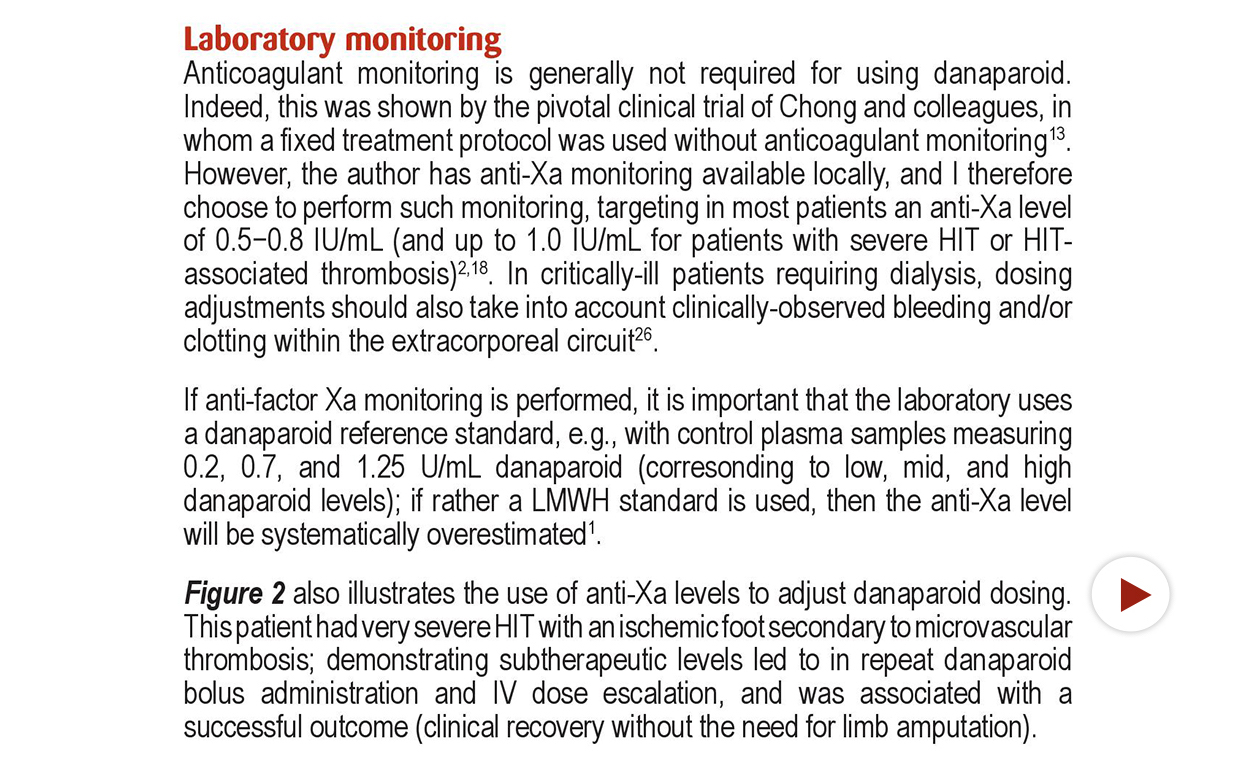 Laboratory monitoring
Anticoagulant monitoring is generally not required for using danaparoid.
Indeed, this was shown by the pivotal clinical trial of Chong and colleagues, in
whom a fixed treatment protocol was used without anticoagulant monitoring13.
However, the author has anti-Xa monitoring available locally, and I therefore
choose to perform such monitoring, targeting in most patients an anti-Xa level
of 0.5–0.8 IU/mL (and up to 1.0 IU/mL for patients with severe HIT or HIT-
associated thrombosis)2,18. In critically-ill patients requiring dialysis, dosing
adjustments should also take into account clinically-observed bleeding and/or
clotting within the extracorporeal circuit26.
If anti-factor Xa monitoring is performed, it is important that the laboratory uses
a danaparoid reference standard, e.g., with control plasma samples measuring
0.2, 0.7, and 1.25 U/mL danaparoid (corresonding to low, mid, and high
danaparoid levels); if rather a LMWH standard is used, then the anti-Xa level
will be systematically overestimated1.
Figure 2 also illustrates the use of anti-Xa levels to adjust danaparoid dosing.
This patient had very severe HIT with an ischemic foot secondary to microvascular
thrombosis; demonstrating subtherapeutic levels led to in repeat danaparoid
bolus administration and IV dose escalation, and was associated with a
successful outcome (clinical recovery without the need for limb amputation).